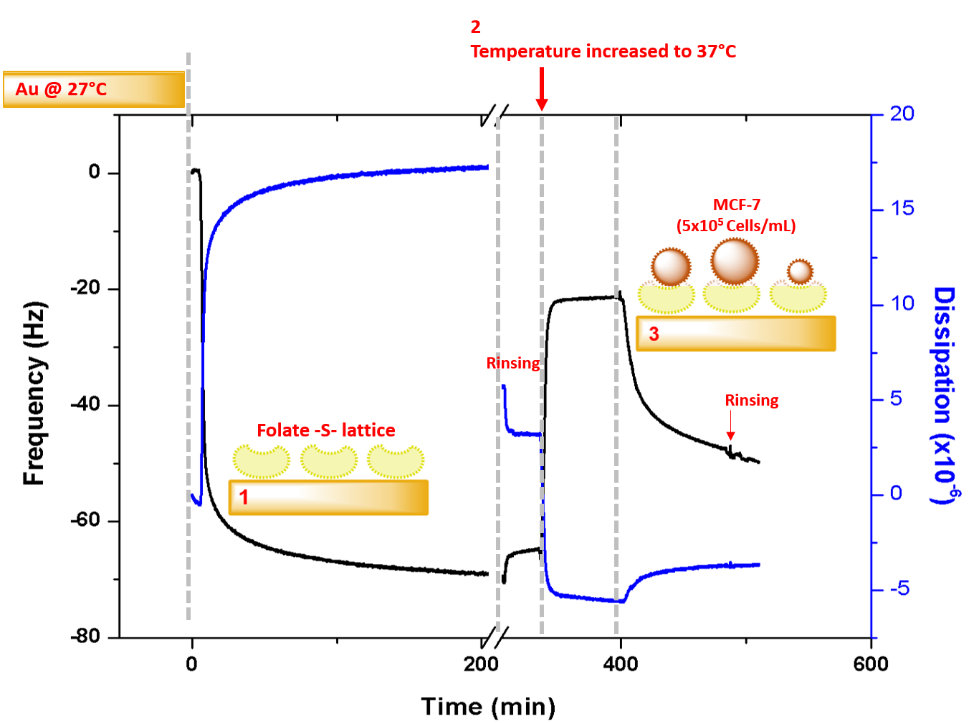 2
Temperature increased to 37°C
Au @ 27°C
20
15
10
5
0
-5
0
-20
-40
-60
-80
MCF-7
(5x10⁵ Cells/mL)
3
Rinsing
Rinsing
Folate -S- lattice
1
Frequency (Hz)
Dissipation (x10⁻⁶)
0
200
400
600
Time (min)